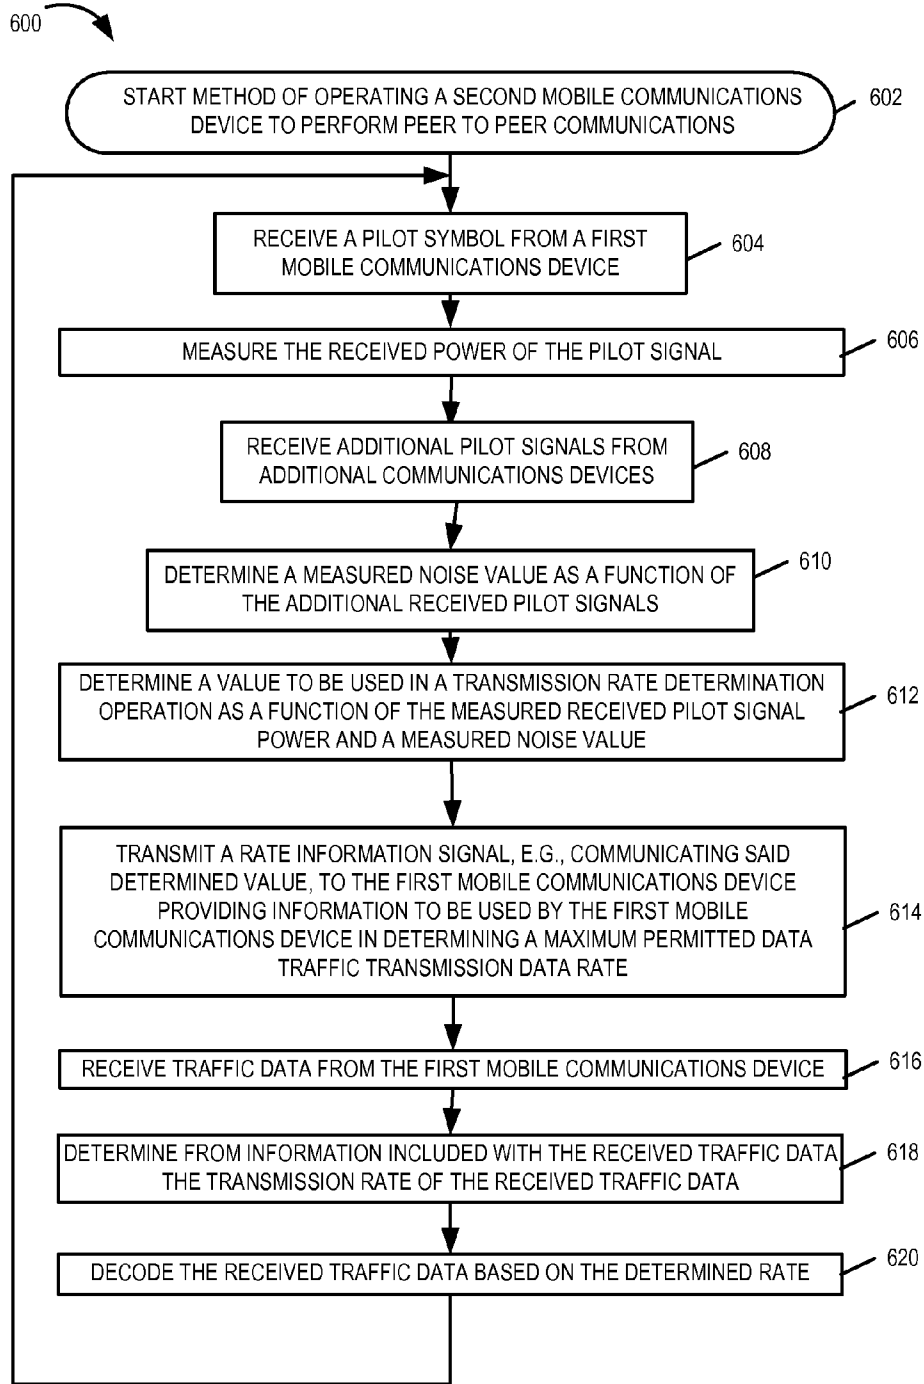 600
START METHOD OF OPERATING A SECOND MOBILE COMMUNICATIONS
DEVICE TO PERFORM PEER TO PEER COMMUNICATIONS
602
RECEIVE A PILOT SYMBOL FROM A FIRST
MOBILE COMMUNICATIONS DEVICE
604
MEASURE THE RECEIVED POWER OF THE PILOT SIGNAL
606
RECEIVE ADDITIONAL PILOT SIGNALS FROM
ADDITIONAL COMMUNICATIONS DEVICES
608
DETERMINE A MEASURED NOISE VALUE AS A FUNCTION OF
THE ADDITIONAL RECEIVED PILOT SIGNALS
610
DETERMINE A VALUE TO BE USED IN A TRANSMISSION RATE DETERMINATION
OPERATION AS A FUNCTION OF THE MEASURED RECEIVED PILOT SIGNAL
POWER AND A MEASURED NOISE VALUE
612
TRANSMIT A RATE INFORMATION SIGNAL, E.G., COMMUNICATING SAID
DETERMINED VALUE, TO THE FIRST MOBILE COMMUNICATIONS DEVICE
PROVIDING INFORMATION TO BE USED BY THE FIRST MOBILE
COMMUNICATIONS DEVICE IN DETERMINING A MAXIMUM PERMITTED DATA
TRAFFIC TRANSMISSION DATA RATE
614
RECEIVE TRAFFIC DATA FROM THE FIRST MOBILE COMMUNICATIONS DEVICE
616
DETERMINE FROM INFORMATION INCLUDED WITH THE RECEIVED TRAFFIC DATA
THE TRANSMISSION RATE OF THE RECEIVED TRAFFIC DATA.
618
DECODE THE RECEIVED TRAFFIC DATA BASED ON THE DETERMINED RATE
620